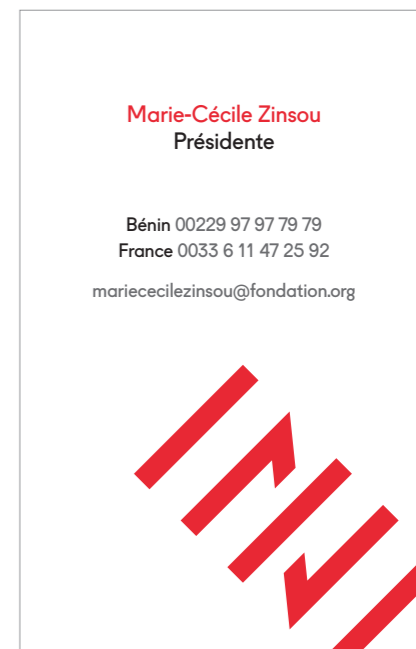 Marie-Cécile Zinsou
Présidente
Bénin 00229 97 97 79 79
France 0033 6 11 47 25 92
mariececilezinsou@fondation.org